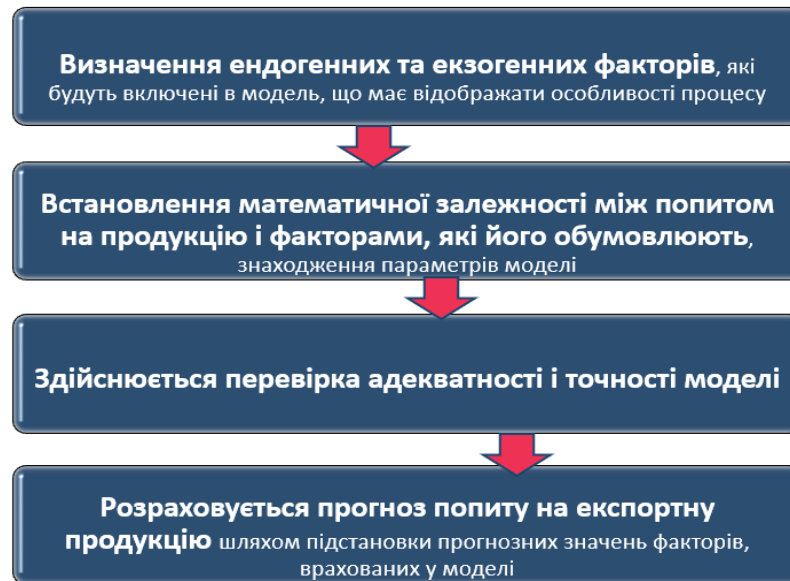 Визначення ендогенних та екзогенних факторів, які
будуть включені в модель, що має відображати особливості процесу
Встановлення математичної залежності між попитом
на продукцію і факторами, які його обумовлюють,
знаходження параметрів моделі
Здійснюється перевірка адекватності і точності моделі
Розраховується прогноз попиту на експортну
продукцію шляхом підстановки прогнозних значень факторів,
врахованих у моделі